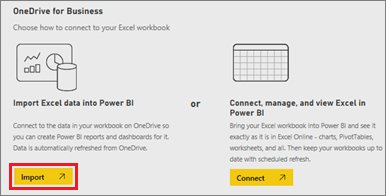 OneDrive for Business
Choose how to connect to your Excel workbook
Import Excel data into Power BI
Connect to the data in your workbook on OneDrive so
you can create Power BI reports and dashboards for it.
Data is automatically refreshed from OneDrive.
Import
or
Connect, manage, and view Excel in
Power BI
Bring your Excel workbook into Power BI and see it
exactly as it is in Excel Online - charts, PivotTables,
worksheets, and all. Then keep your workbooks up
to date with scheduled refresh.
Connect